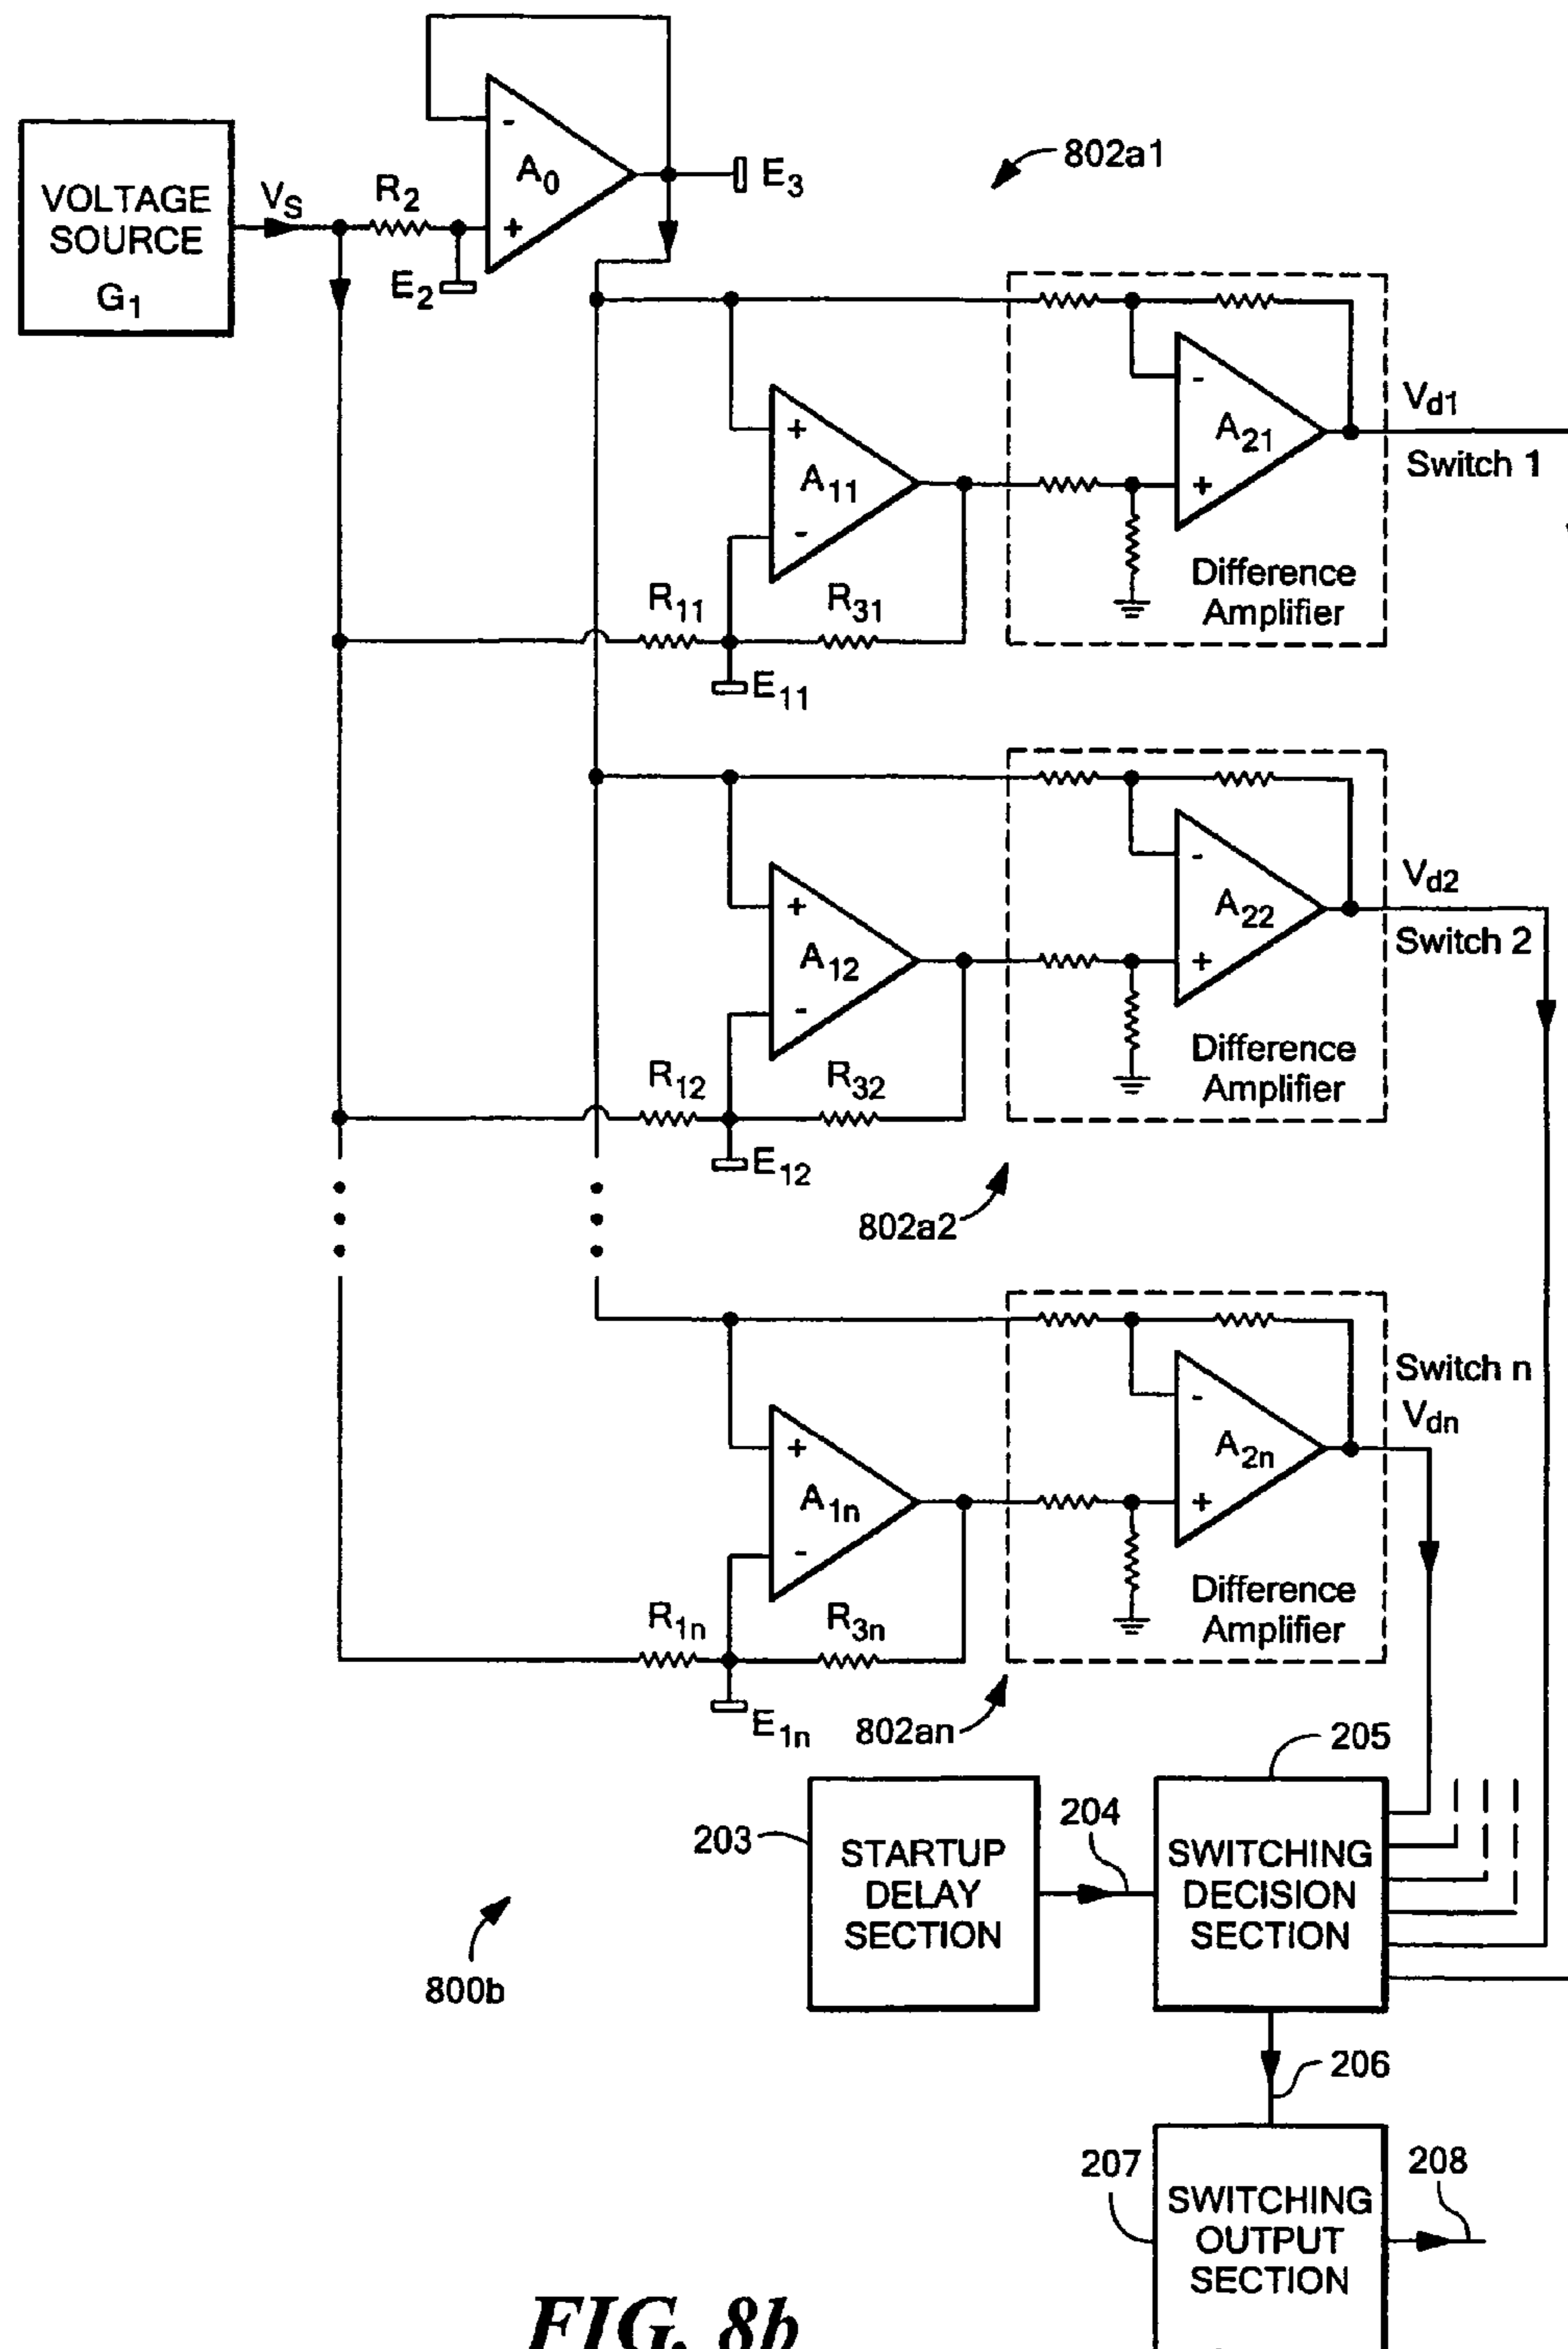 VOLTAGE
SOURCE
G1
VS
R2
E2
-
A0
+
E3
802a1
+
A11
-
R11
R31
E11
-
A21
+
Difference
Amplifier
Vd1
Switch 1
+
A12
-
R12
R32
E12
-
A22
+
Difference
Amplifier
Vd2
Switch 2
802a2
+
A1n
-
R1n
R3n
E1n
-
A2n
+
Difference
Amplifier
Switch n
Vdn
802an
205
203
STARTUP
DELAY
SECTION
204
SWITCHING
DECISION
SECTION
800b
206
207
SWITCHING
OUTPUT
SECTION
208
FIG. 8b